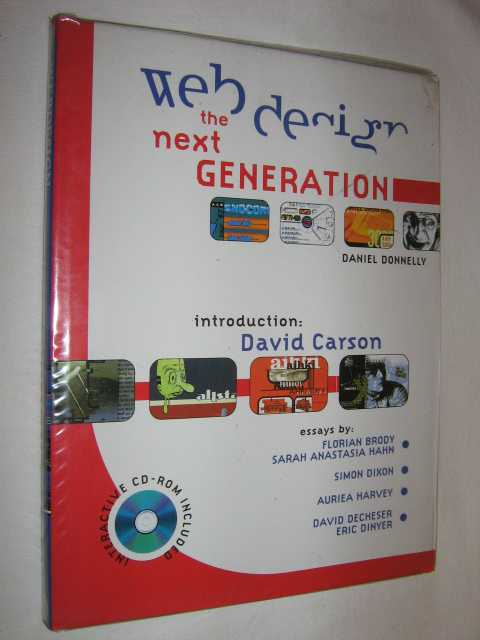 web design
the
next
GENERATION
DANIEL DONNELLY
introduction:
David Carson
essays by:
FLORIAN BRODY
SARAH ANASTASIA HAHN
SIMON DIXON
AURIEA HARVEY
DAVID DECHESER
ERIC DINYER
INTERACTIVE CD-ROM INCLUDED